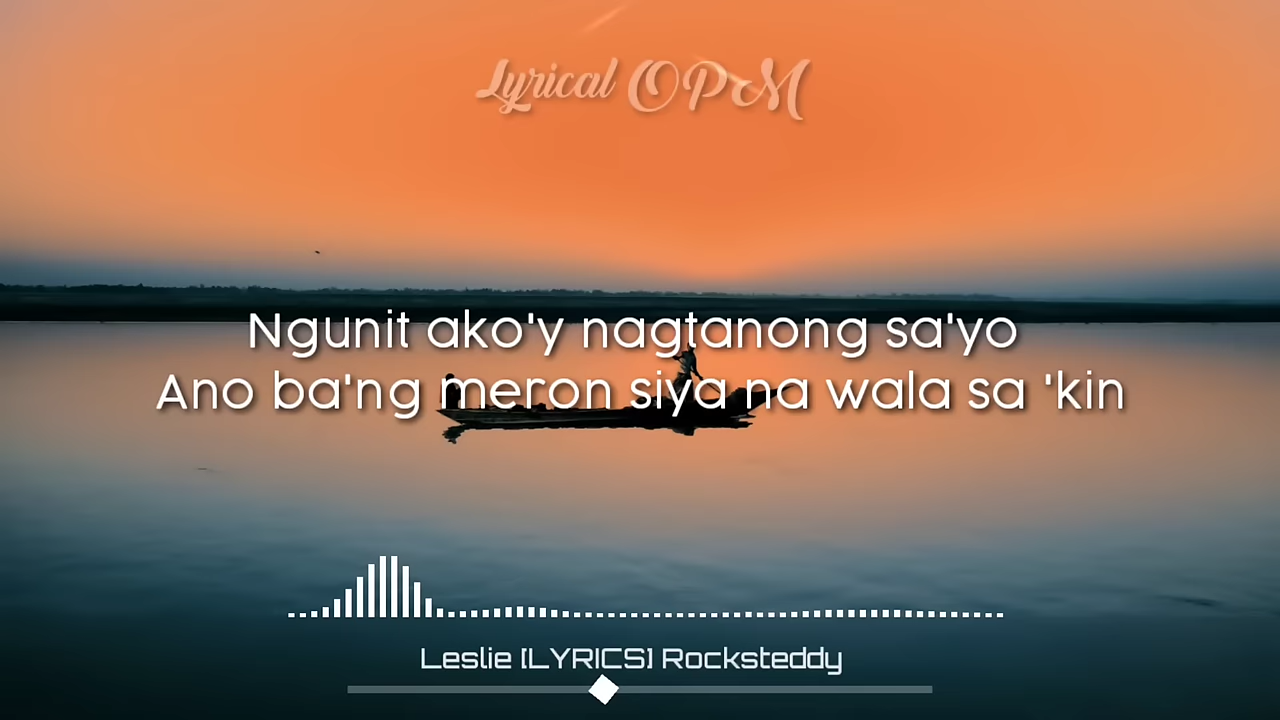 Lyrical OPM
Ngunit ako'y nagtanong sa'yo
Ano ba'ng meron siya na wala sa 'kin
Leslie [LYRICS] Rocksteddy